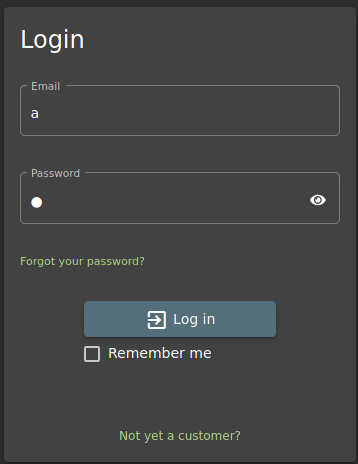 Login
Email
a
Password
Forgot your password?
Log in
Remember me
Not yet a customer?